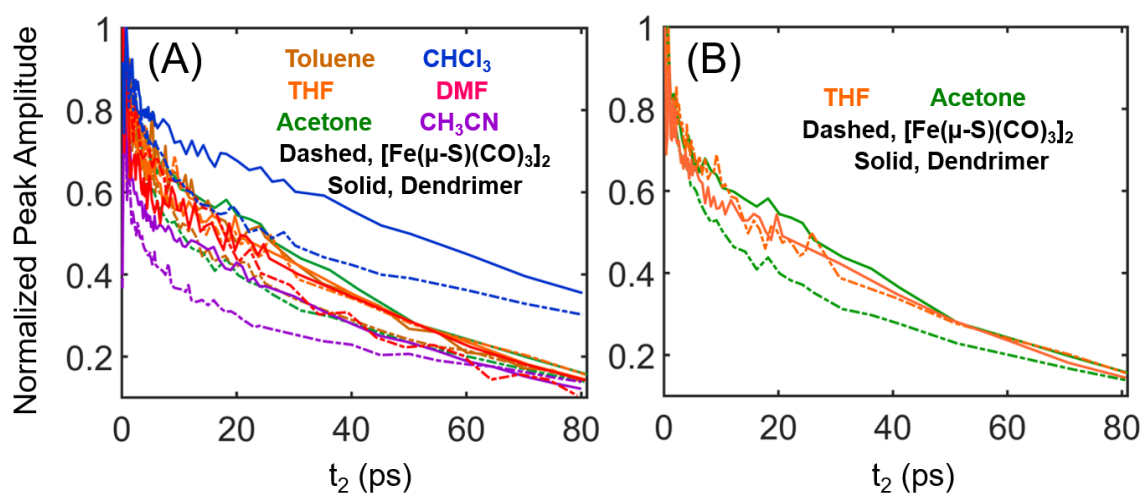 (A)
Toluene CHCl₃
THF DMF
Acetone CH₃CN
Dashed, [Fe(μ-S)(CO)₃]₂
Solid, Dendrimer
Normalized Peak Amplitude
1
0.8
0.6
0.4
0.2
0 20 40 60 80
t₂ (ps)
(B)
THF Acetone
Dashed, [Fe(μ-S)(CO)₃]₂
Solid, Dendrimer
1
0.8
0.6
0.4
0.2
0 20 40 60 80
t₂ (ps)